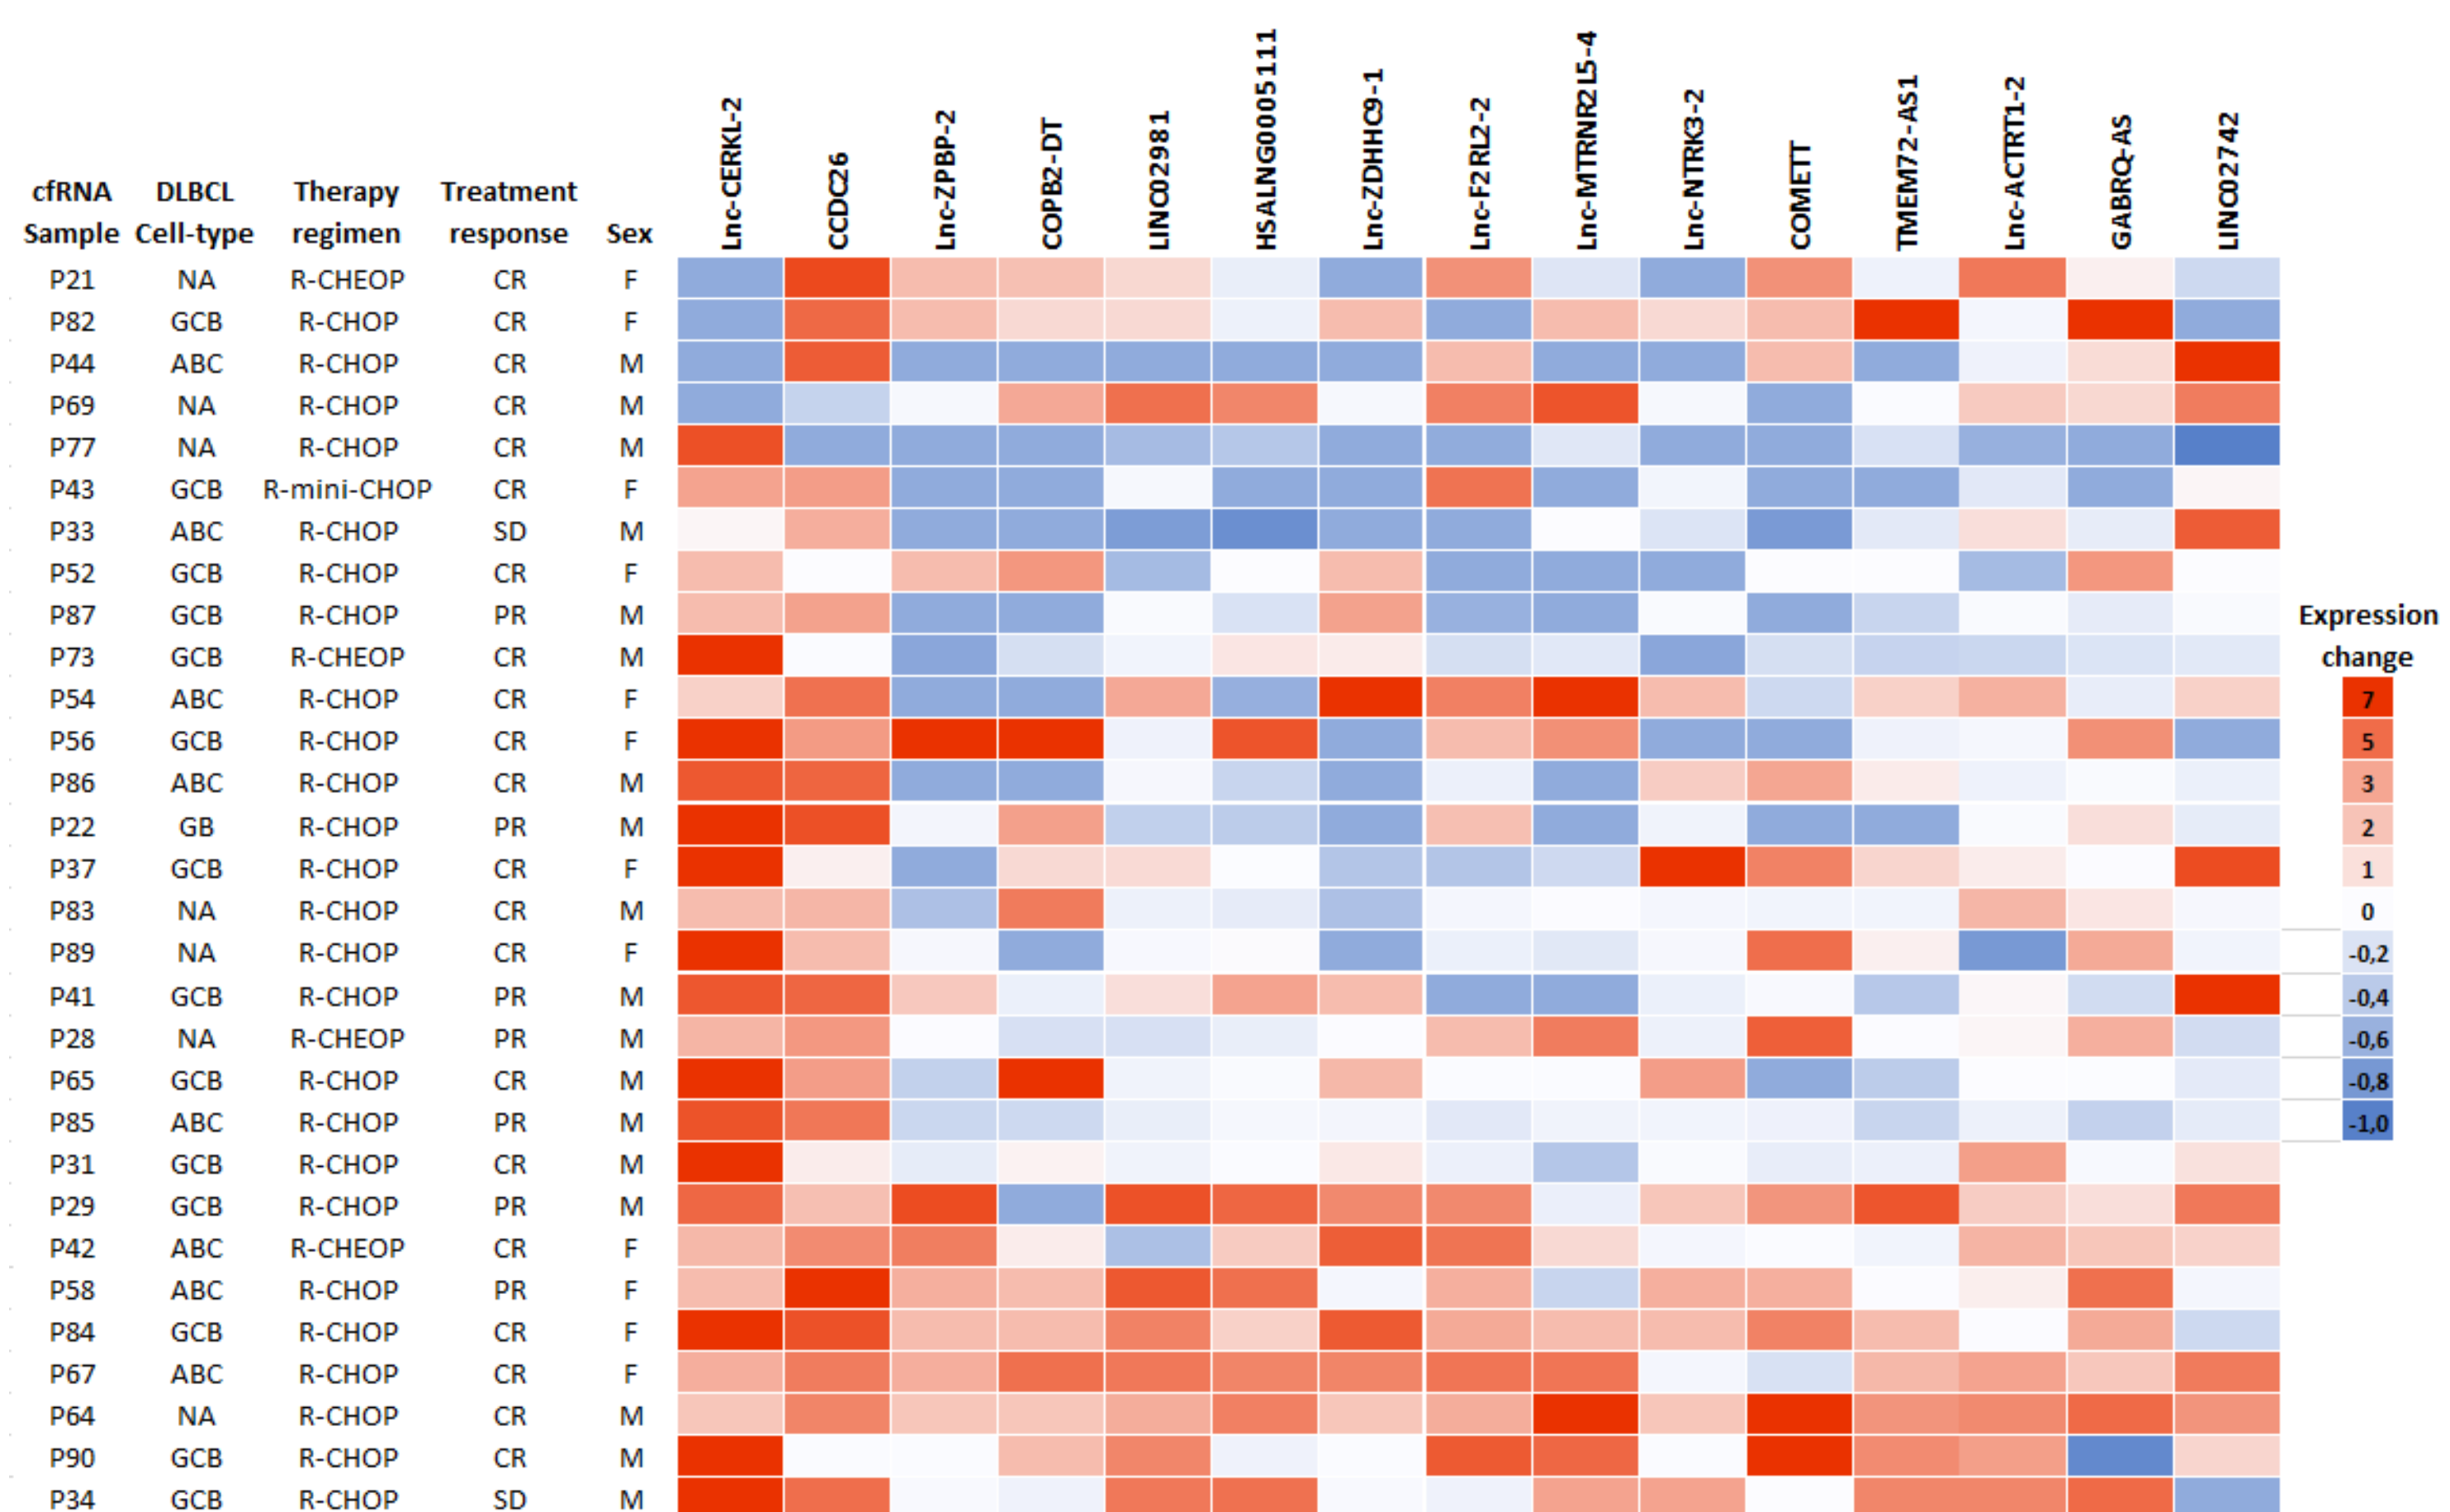 Lnc-CERKL-2
CCDC26
Lnc-ZPBP-2
COPB2-DT
LINC02981
HSALNG0005111
Lnc-ZDHHC9-1
Lnc-F2RL2-2
Lnc-MTRNR2L5-4
Lnc-NTRK3-2
COMETT
TMEM72-AS1
Lnc-ACTRT1-2
GABRQ-AS
LINC02742
cfRNA DLBCL Therapy Treatment
Sample Cell-type regimen response Sex
P21 NA R-CHEOP CR F
P82 GCB R-CHOP CR F
P44 ABC R-CHOP CR M
P69 NA R-CHOP CR M
P77 NA R-CHOP CR M
P43 GCB R-mini-CHOP CR F
P33 ABC R-CHOP SD M
P52 GCB R-CHOP CR F
P87 GCB R-CHOP PR M
P73 GCB R-CHEOP CR M
P54 ABC R-CHOP CR F
P56 GCB R-CHOP CR F
P86 ABC R-CHOP CR M
P22 GB R-CHOP PR M
P37 GCB R-CHOP CR F
P83 NA R-CHOP CR M
P89 NA R-CHOP CR F
P41 GCB R-CHOP PR M
P28 NA R-CHEOP PR M
P65 GCB R-CHOP CR M
P85 ABC R-CHOP PR M
P31 GCB R-CHOP CR M
P29 GCB R-CHOP PR M
P42 ABC R-CHEOP CR F
P58 ABC R-CHOP PR F
P84 GCB R-CHOP CR F
P67 ABC R-CHOP CR F
P64 NA R-CHOP CR M
P90 GCB R-CHOP CR M
P34 GCB R-CHOP SD M
Expression
change
7
5
3
2
1
0
-0,2
-0,4
-0,6
-0,8
-1,0